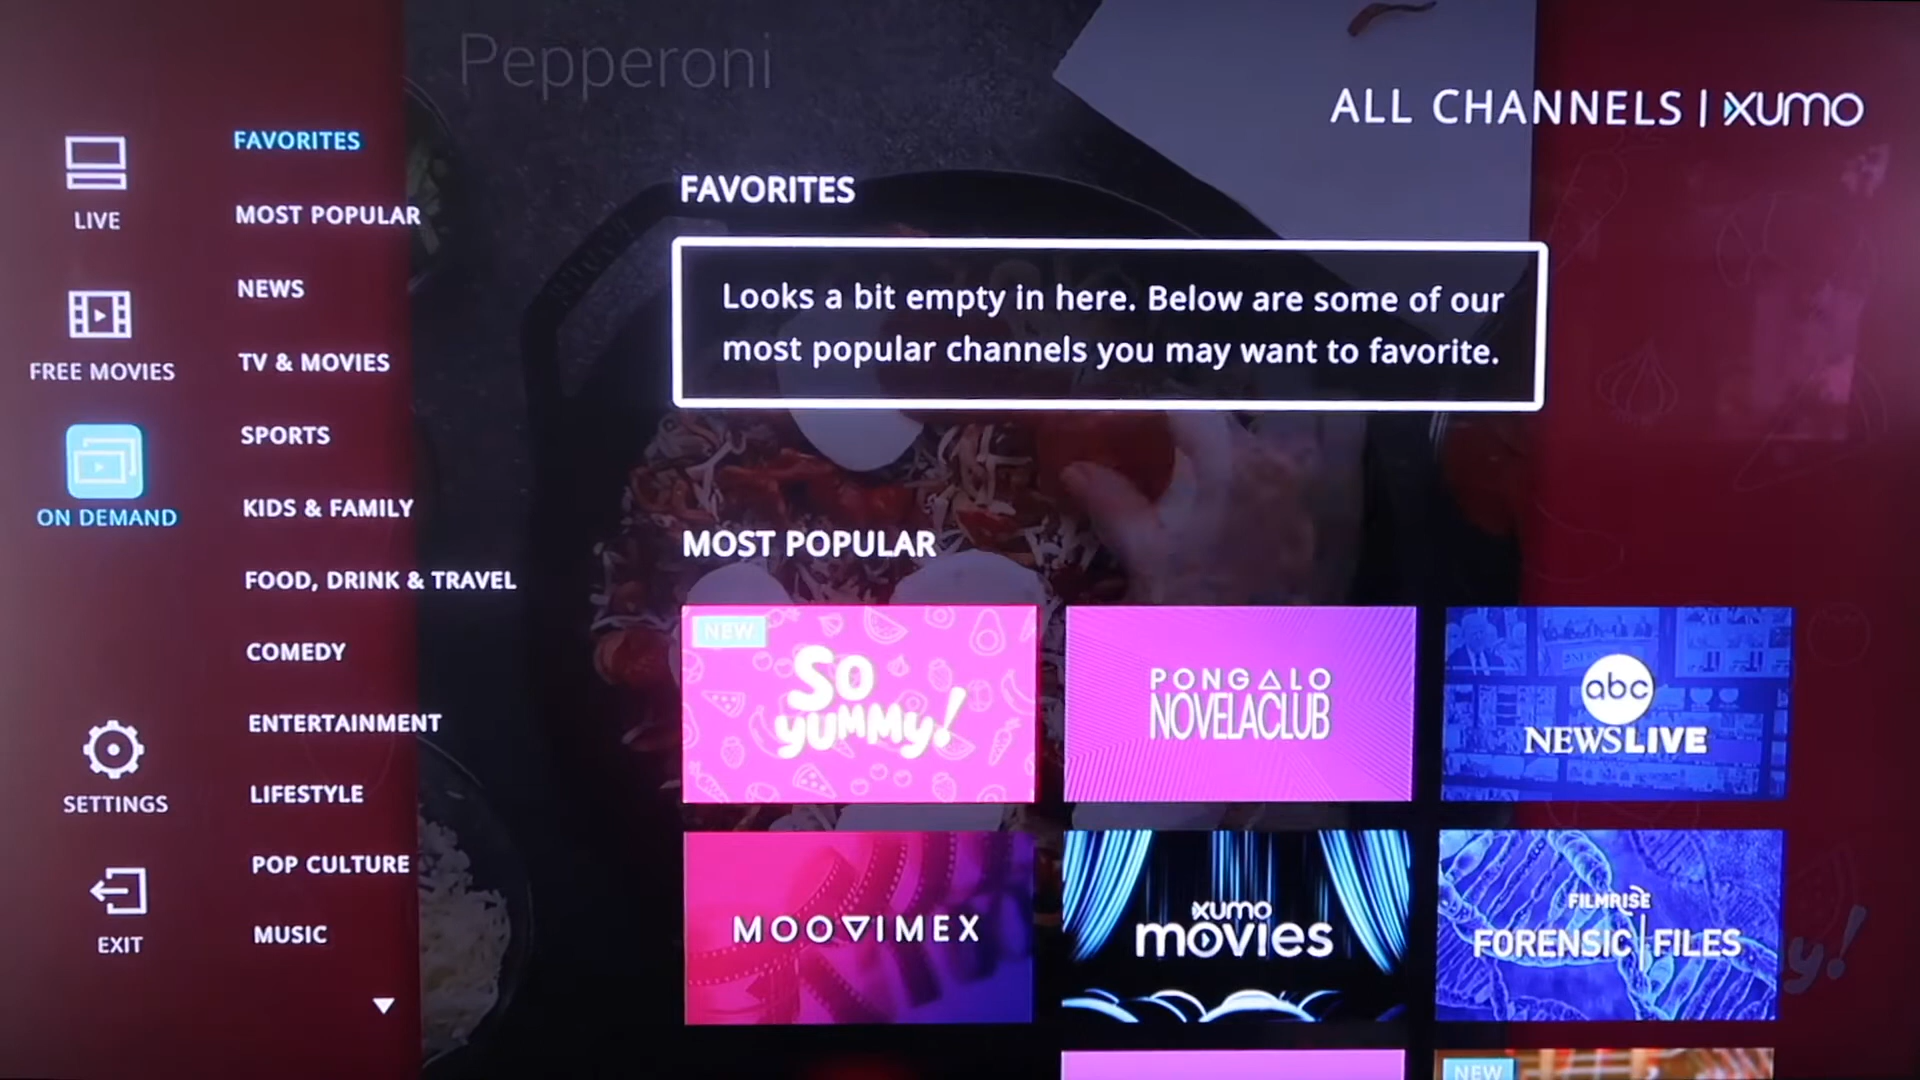 Pepperoni
ALL CHANNELS | XUMO
LIVE
FREE MOVIES
ON DEMAND
SETTINGS
EXIT
FAVORITES
MOST POPULAR
NEWS
TV & MOVIES
SPORTS
KIDS & FAMILY
FOOD, DRINK & TRAVEL
COMEDY
ENTERTAINMENT
LIFESTYLE
POP CULTURE
MUSIC
FAVORITES
Looks a bit empty in here. Below are some of our
most popular channels you may want to favorite.
MOST POPULAR
NEW
SO
YUMMY!
PONGALO
NOVELACLUB
abc
NEWSLIVE
MOOVIMEX
xumo
movies
FILMRISE
FORENSIC FILES
NEW